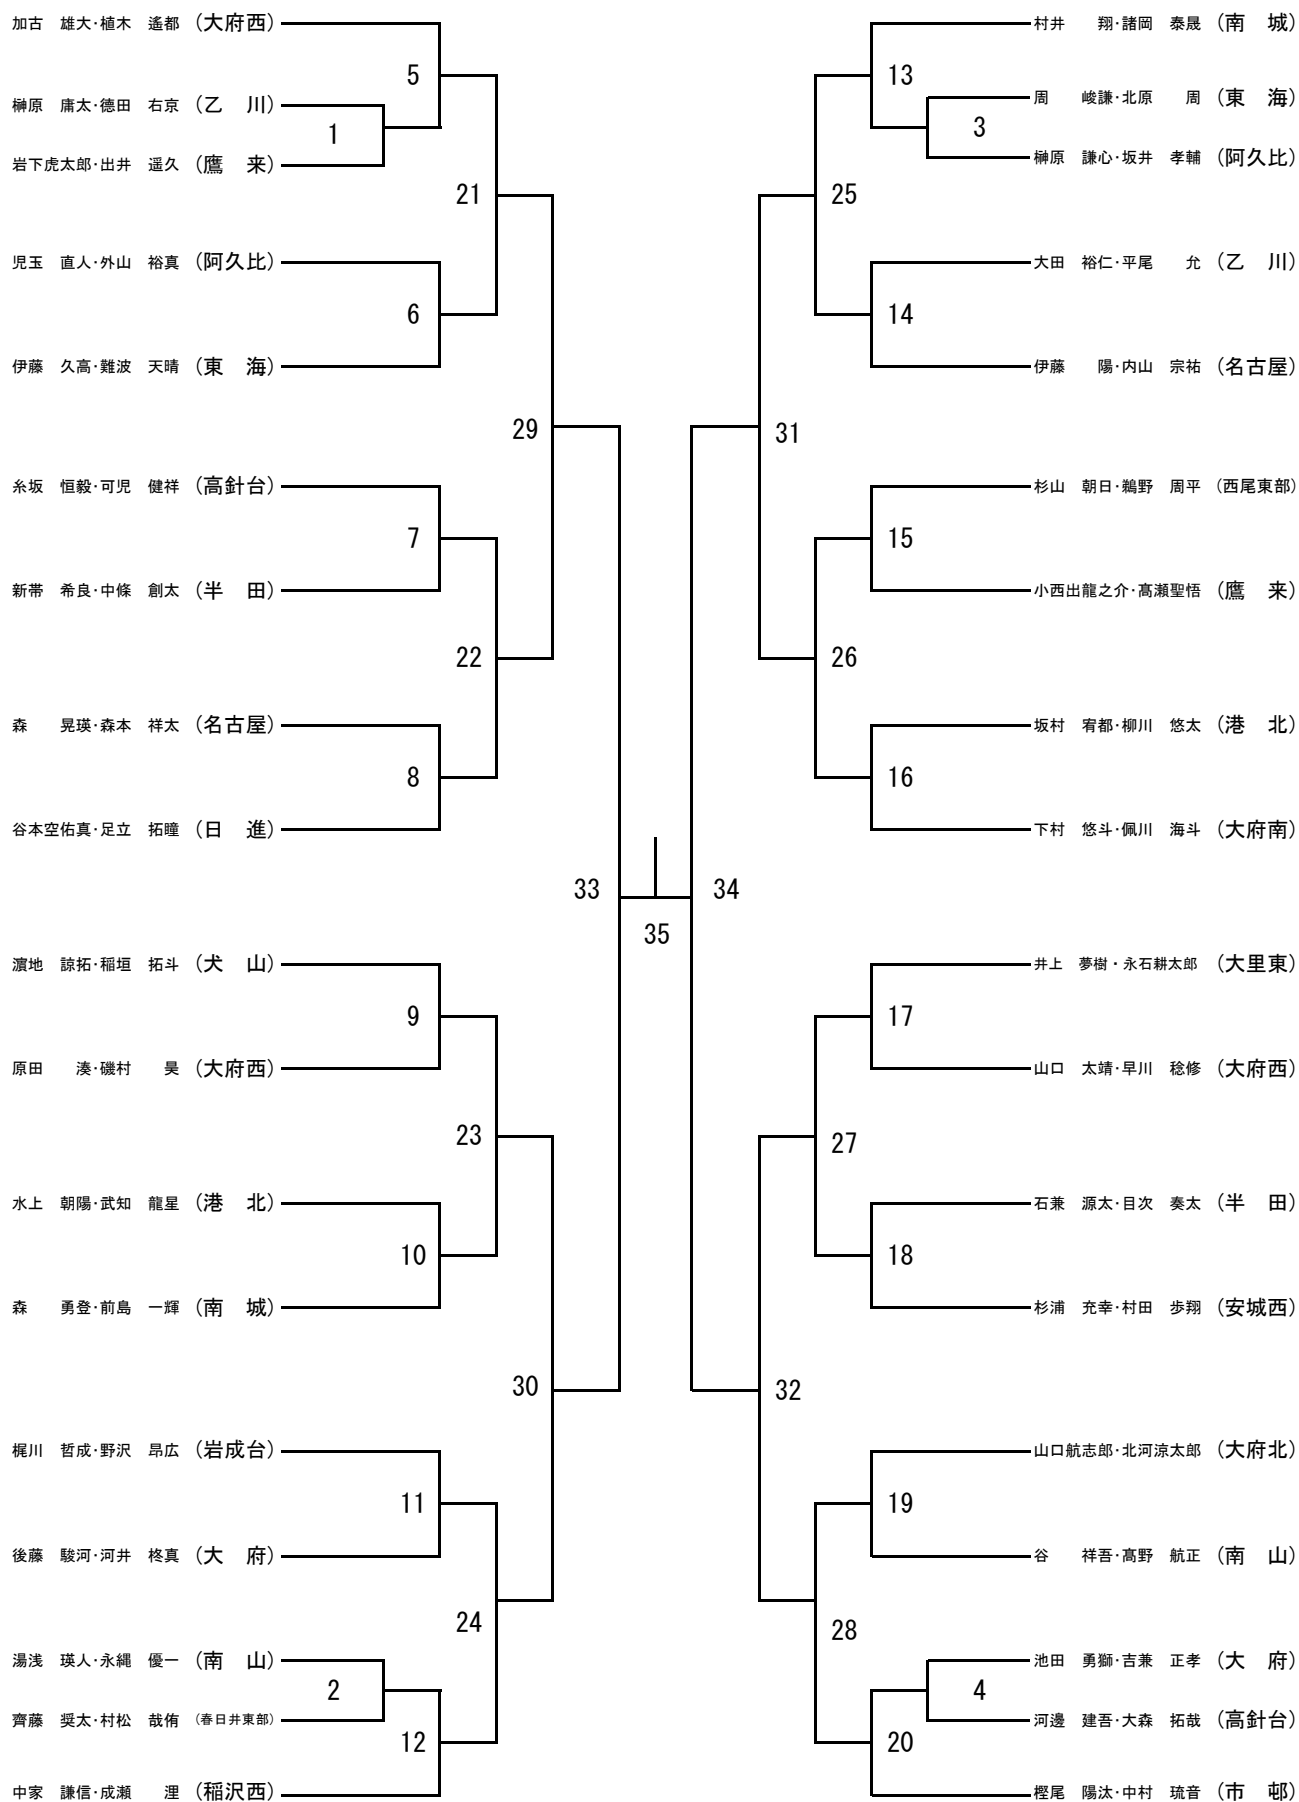 加古　雄大・植木　遙都 （大府西）
5
榊原　庸太・德田　右京 （乙　川）
1
岩下虎太郎・出井　遥久 （鷹　来）
21
児玉　直人・外山　裕真 （阿久比）
6
伊藤　久高・難波　天晴 （東　海）
29
糸坂　恒毅・可児　健祥 （高針台）
7
新帯　希良・中條　創太 （半　田）
22
森　　晃瑛・森本　祥太 （名古屋）
8
谷本空佑真・足立　拓瞳 （日　進）
33
濵地　諒拓・稲垣　拓斗 （犬　山）
9
原田　　湊・磯村　　昊 （大府西）
23
水上　朝陽・武知　龍星 （港　北）
10
森　　勇登・前島　一輝 （南　城）
30
梶川　哲成・野沢　昂広 （岩成台）
11
後藤　駿河・河井　柊真 （大　府）
24
湯浅　瑛人・永縄　優一 （南　山）
2
齊藤　奨太・村松　哉侑 （春日井東部）
12
中家　謙信・成瀬　　浬 （稲沢西）
35
村井　　翔・諸岡　泰晟 （南　城）
13
周　　峻謙・北原　　周 （東　海）
3
榊原　謙心・坂井　孝輔 （阿久比）
25
大田　裕仁・平尾　　允 （乙　川）
14
伊藤　　陽・内山　宗祐 （名古屋）
31
杉山　朝日・鵜野　周平 （西尾東部）
15
小西出龍之介・髙瀬聖悟 （鷹　来）
26
坂村　宥都・柳川　悠太 （港　北）
16
下村　悠斗・佩川　海斗 （大府南）
34
井上　夢樹・永石耕太郎 （大里東）
17
山口　太靖・早川　稔修 （大府西）
27
石兼　源太・目次　奏太 （半　田）
18
杉浦　充幸・村田　歩翔 （安城西）
32
山口航志郎・北河涼太郎 （大府北）
19
谷　　祥吾・髙野　航正 （南　山）
28
池田　勇獅・吉兼　正孝 （大　府）
4
河邊　建吾・大森　拓哉 （高針台）
20
樫尾　陽汰・中村　琉音 （市　邨）